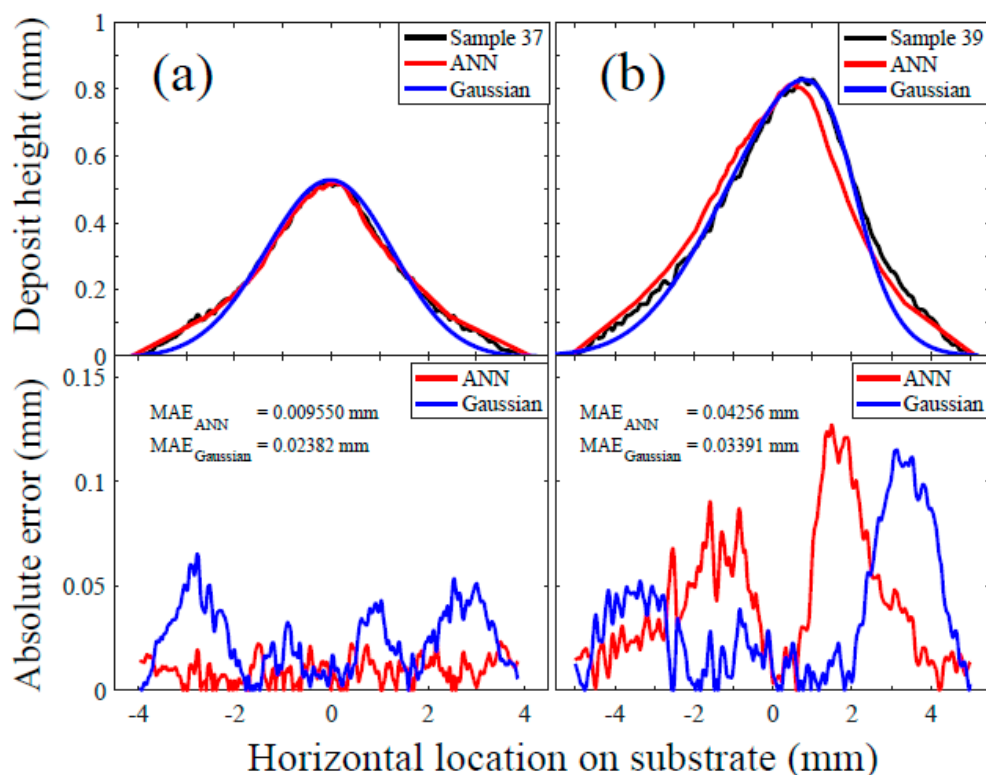 (a)
Sample 37
ANN
Gaussian
(b)
Sample 39
ANN
Gaussian
Deposit height (mm)
1
0.8
0.6
0.4
0.2
0
ANN
Gaussian
MAE_ANN = 0.009550 mm
MAE_Gaussian = 0.02382 mm
ANN
Gaussian
MAE_ANN = 0.04256 mm
MAE_Gaussian = 0.03391 mm
Absolute error (mm)
0.15
0.1
0.05
0
-4 -2 0 2 4
-4 -2 0 2 4
Horizontal location on substrate (mm)